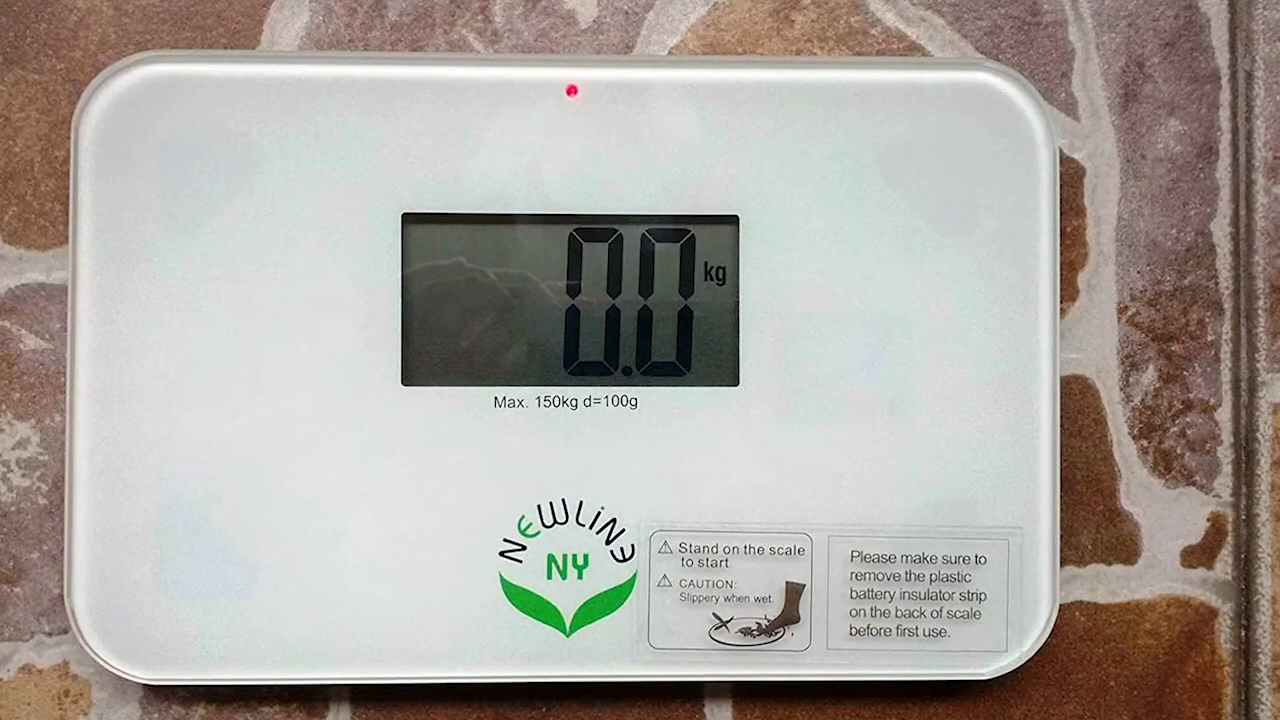 0.0 kg
Max. 150kg d=100g
NEWLINE
NY
Stand on the scale
to start.
CAUTION:
Slippery when wet.
Please make sure to
remove the plastic
battery insulator strip
on the back of scale
before first use.